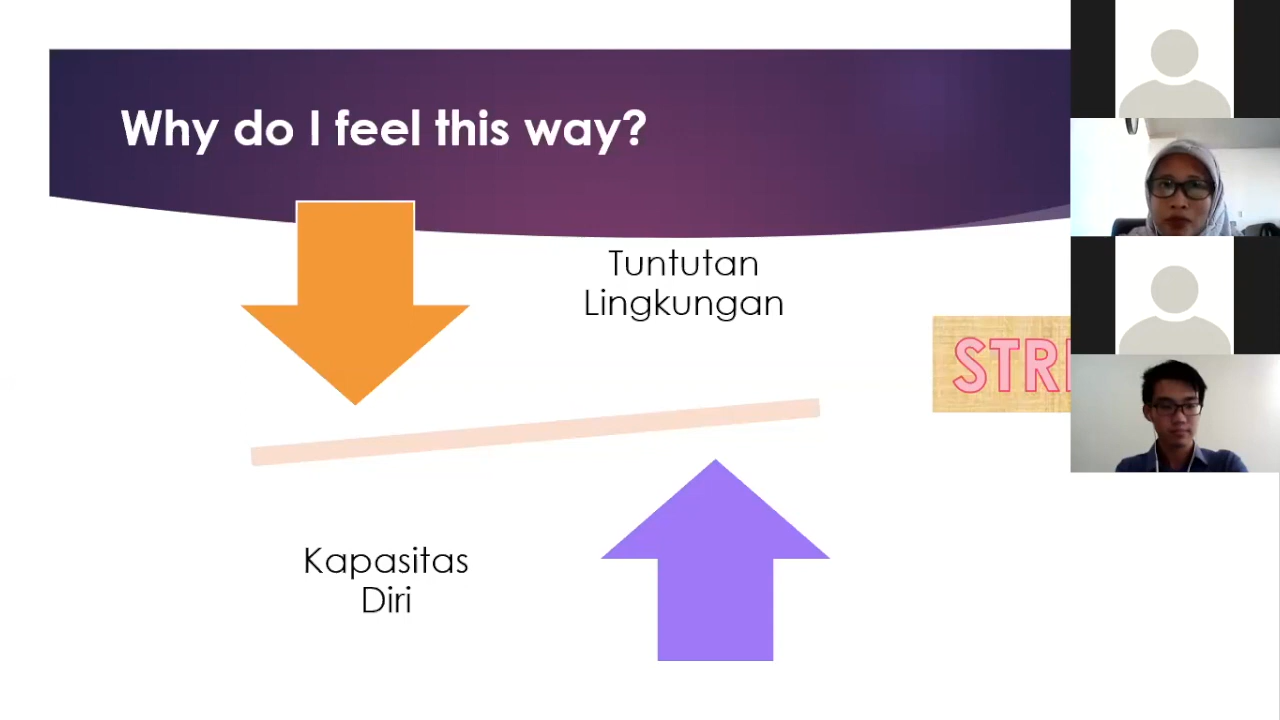 Why do I feel this way?
Tuntutan
Lingkungan
Kapasitas
Diri